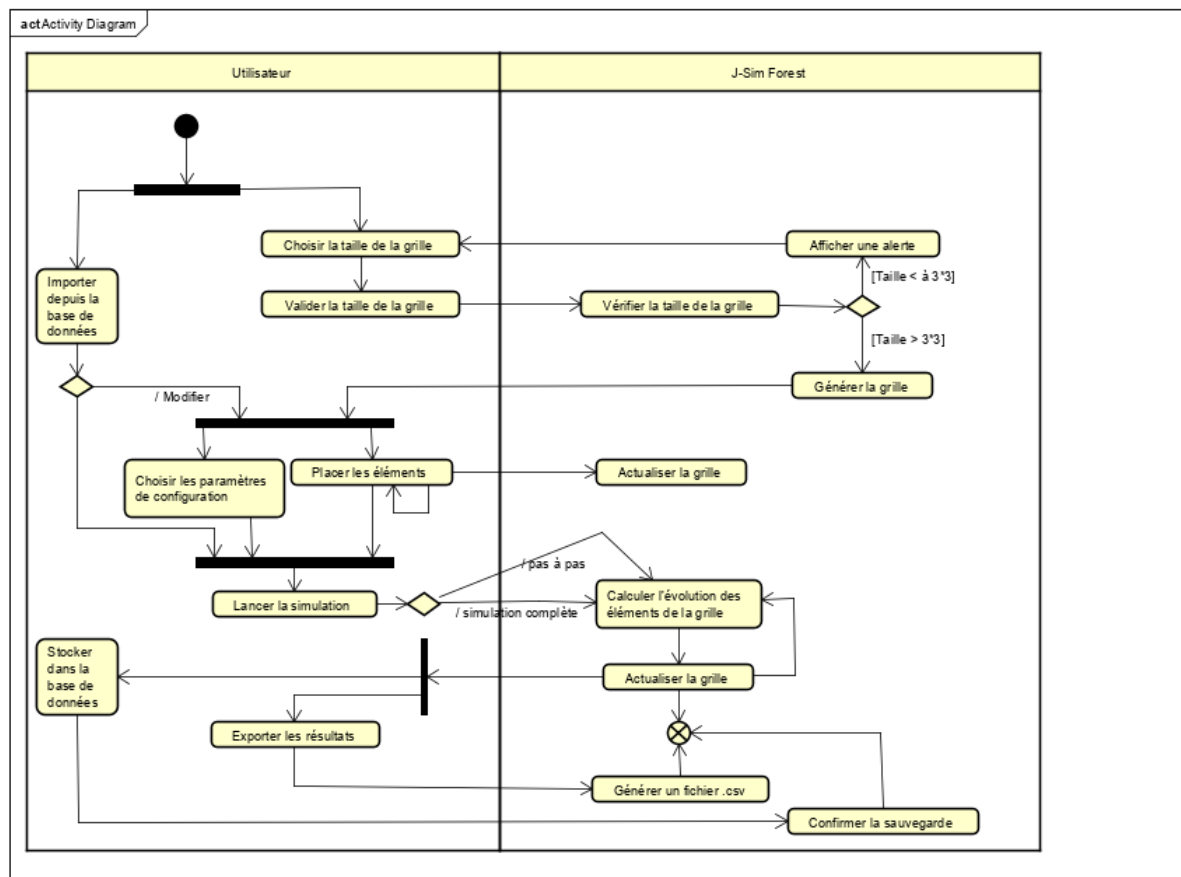 actActivity Diagram
Utilisateur
J-Sim Forest
Choisir la taille de la grille
Afficher une alerte
[Taille < à 3*3]
Importer
depuis la
base de
données
Valider la taille de la grille
Vérifier la taille de la grille
[Taille > 3*3]
Générer la grille
/ Modifier
Choisir les paramètres
de configuration
Placer les éléments
Actualiser la grille
/ pas à pas
Lancer la simulation
/ simulation complète
Calculer l'évolution des
éléments de la grille
Stocker
dans la
base de
données
Actualiser la grille
Exporter les résultats
Générer un fichier .csv
Confirmer la sauvegarde